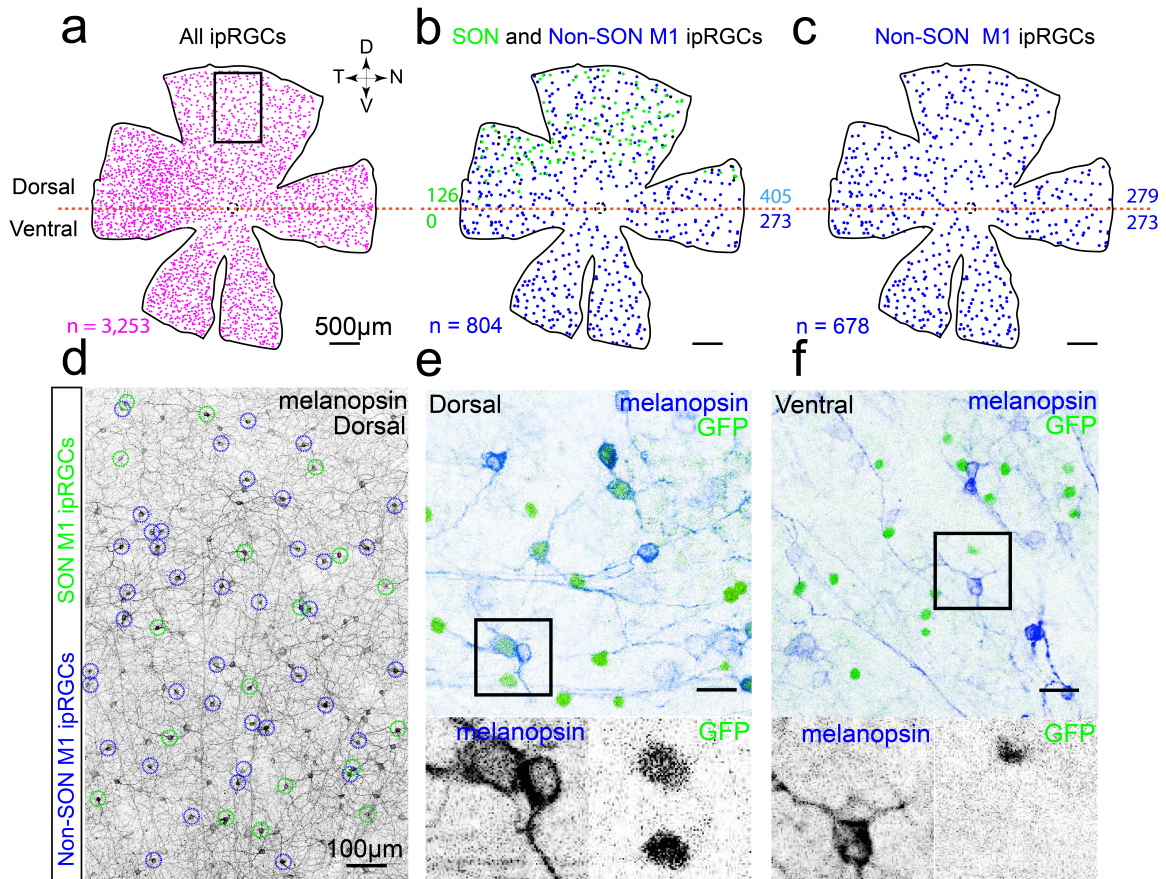 a
All ipRGCs
D
T N
V
Dorsal
Ventral
n = 3,253
500μm
b
SON and Non-SON M1 ipRGCs
126
0
405
273
n = 804
c
Non-SON M1 ipRGCs
279
273
n = 678
d
SON M1 ipRGCs
Non-SON M1 ipRGCs
melanopsin
Dorsal
100μm
e
Dorsal
melanopsin
GFP
melanopsin
GFP
f
Ventral
melanopsin
GFP
melanopsin
GFP